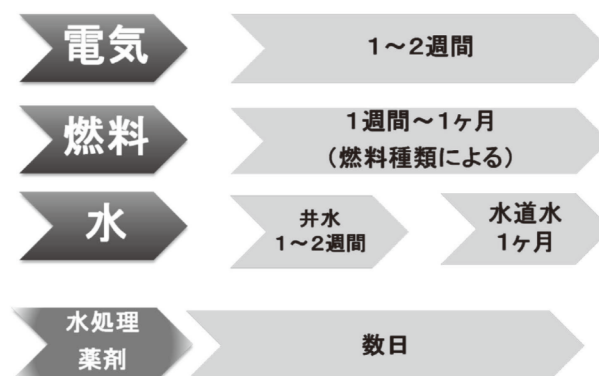 電気
1~2週間
燃料
1週間~1ヶ月
(燃料種類による)
水
井水
1~2週間
水道水
1ヶ月
水処理
薬剤
数日